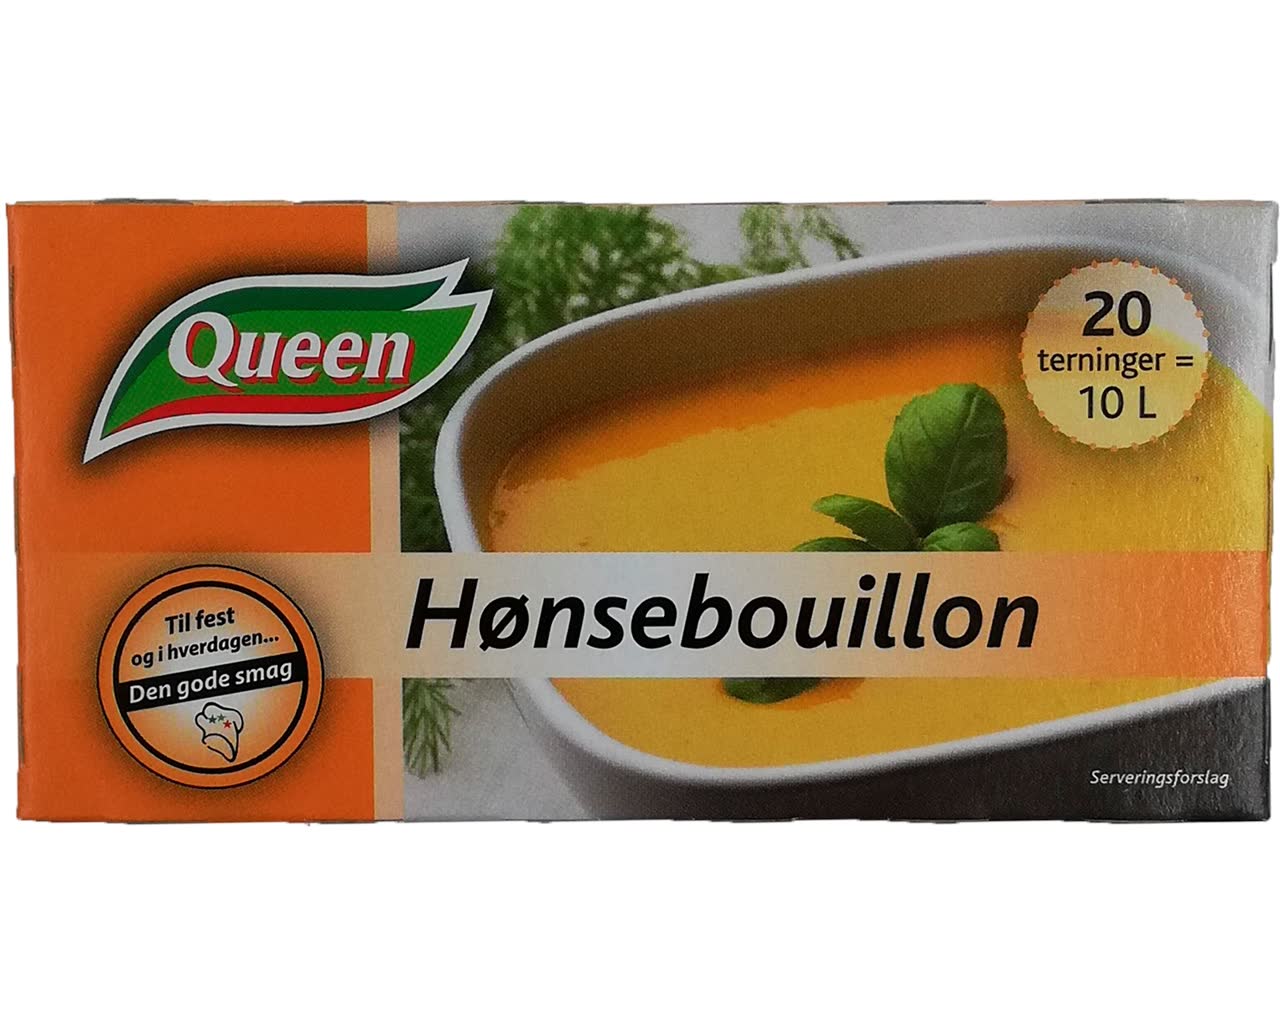 Queen
20
terninger =
10 L
Hønsebouillon
Til fest
og i hverdagen...
Den gode smag
Serveringsforslag